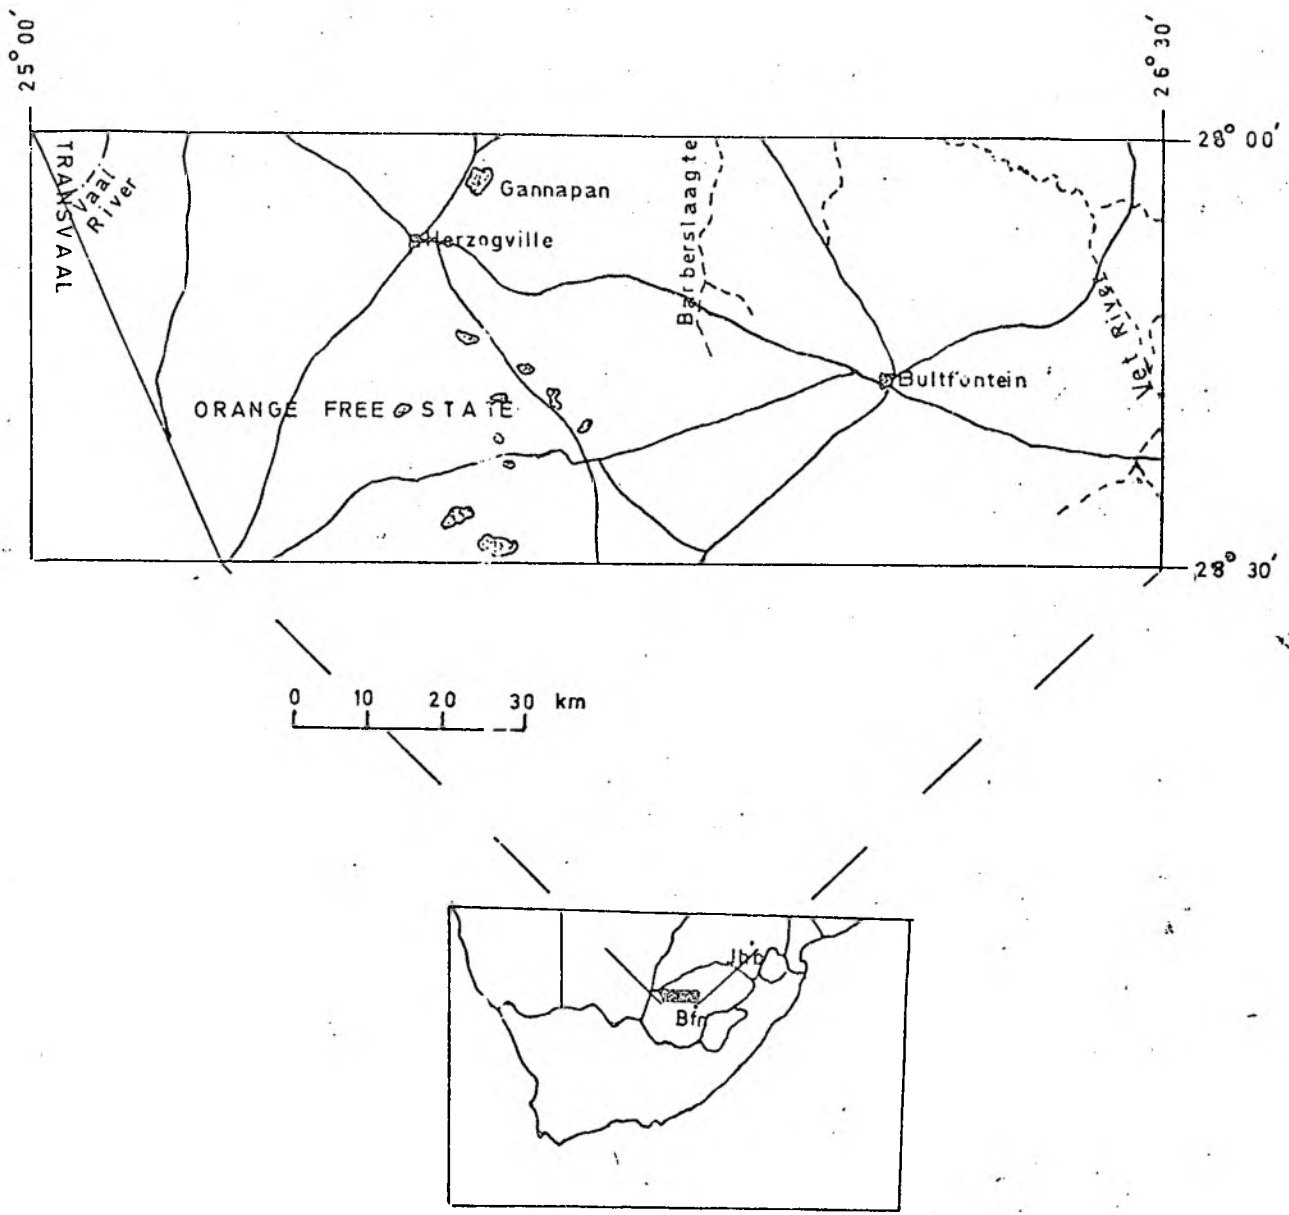 25° 00'
26° 30'
28° 00'
TRANSVAAL
Vaal
River
Gannapan
Herzogville
Barberslaagte
Vet River
Bultfontein
ORANGE FREE STATE
28° 30'
0 10 20 30 km
Jhb
Bfn